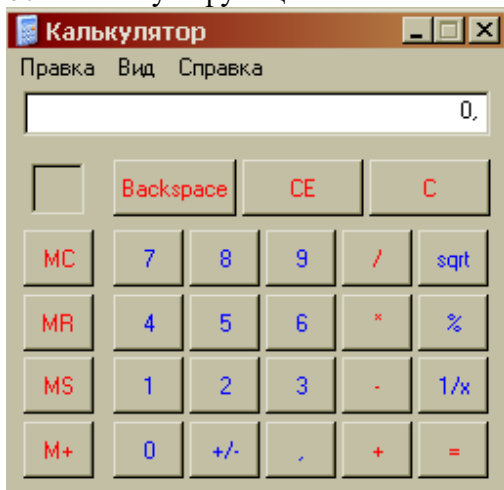 Калькулятор
Правка Вид Справка
0,
Backspace CE C
MC 7 8 9 / sqrt
MR 4 5 6 * %
MS 1 2 3 - 1/x
M+ 0 +/- , + =